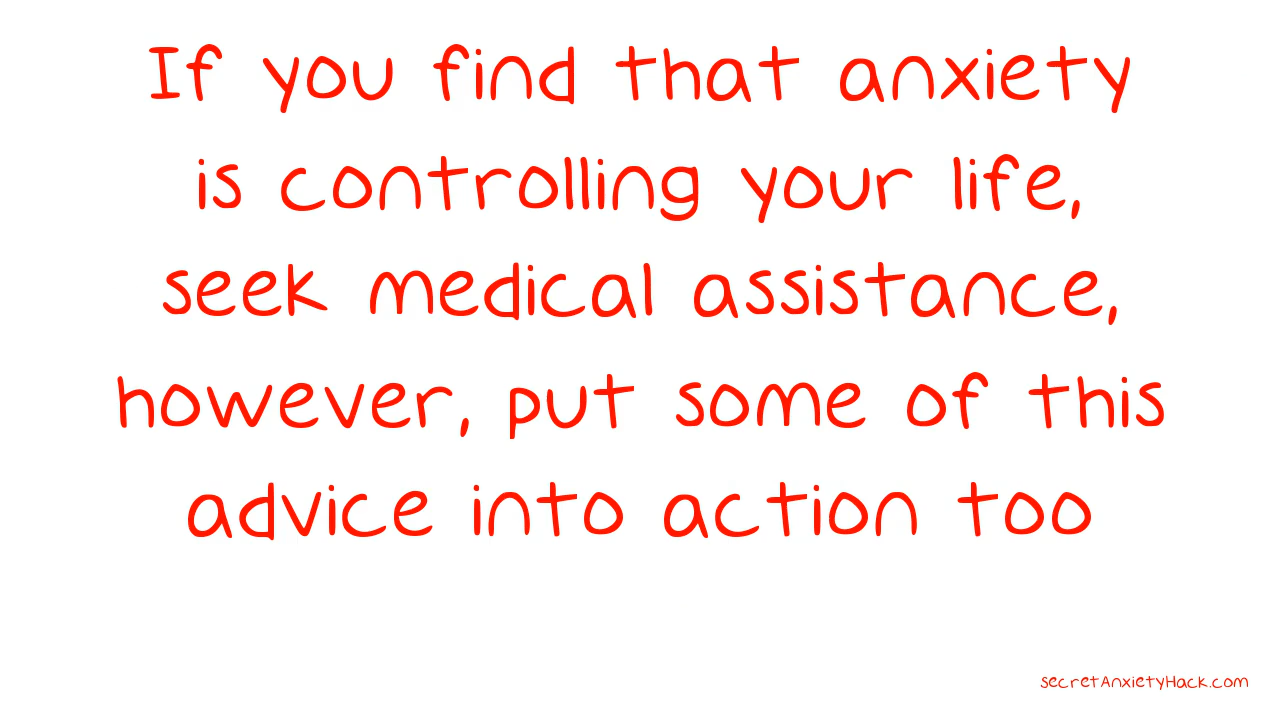 If you find that anxiety
is controlling your life,
seek medical assistance,
however, put some of this
advice into action too
secretAnxietyHack.com